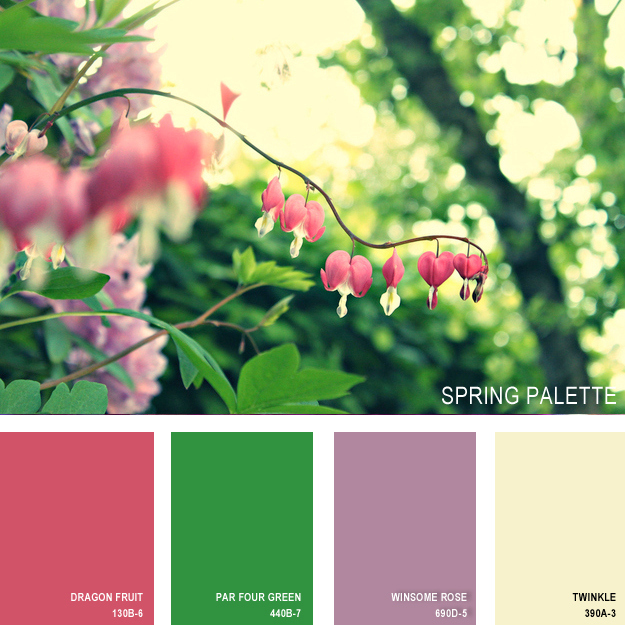 SPRING PALETTE
DRAGON FRUIT
130B-6
PAR FOUR GREEN
440B-7
WINSOME ROSE
690D-5
TWINKLE
390A-3